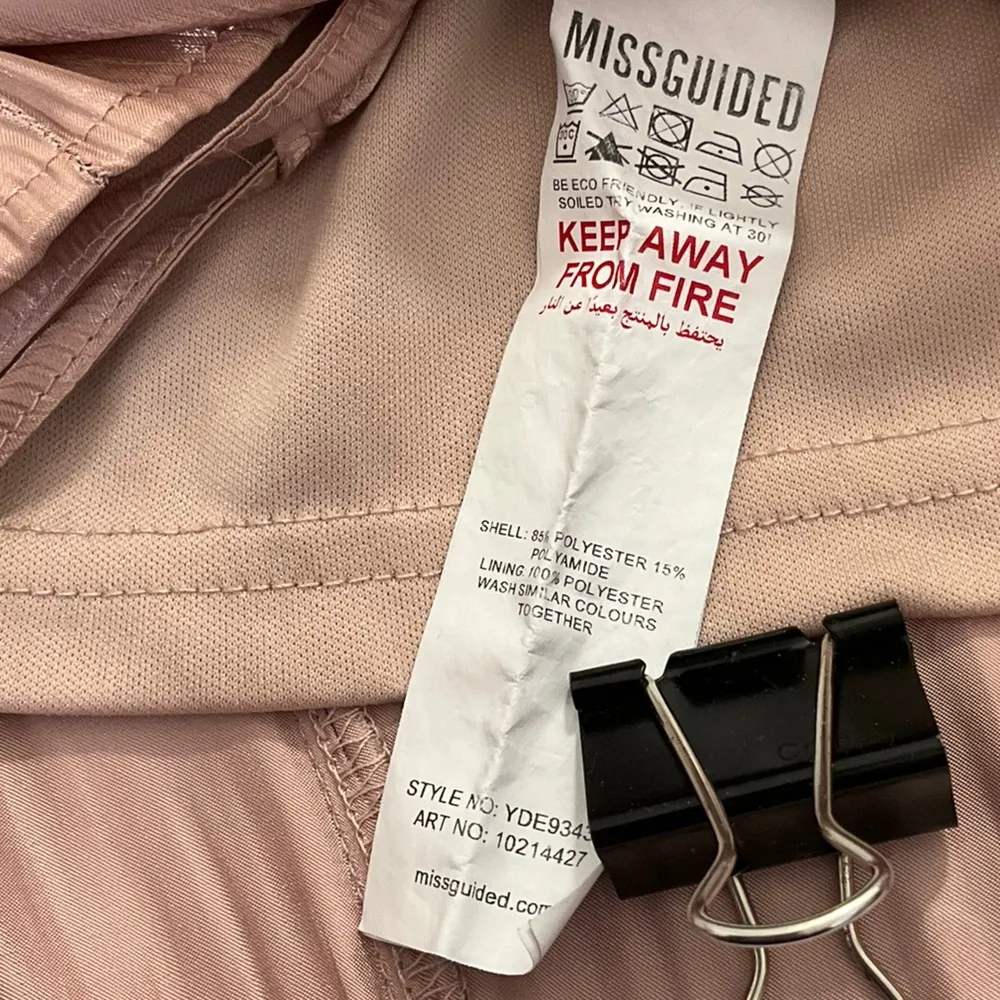 MISSGUIDED
BE ECO FRIENDLY. IF LIGHTLY
SOILED TRY WASHING AT 30!
KEEP AWAY
FROM FIRE
يحتفظ بالمنتج بعيدًا عن النار
SHELL: 85% POLYESTER 15%
POLYAMIDE
LINING: 100% POLYESTER
WASH SIMILAR COLOURS
TOGETHER
STYLE NO: YDE9343
ART NO: 10214427
missguided.com